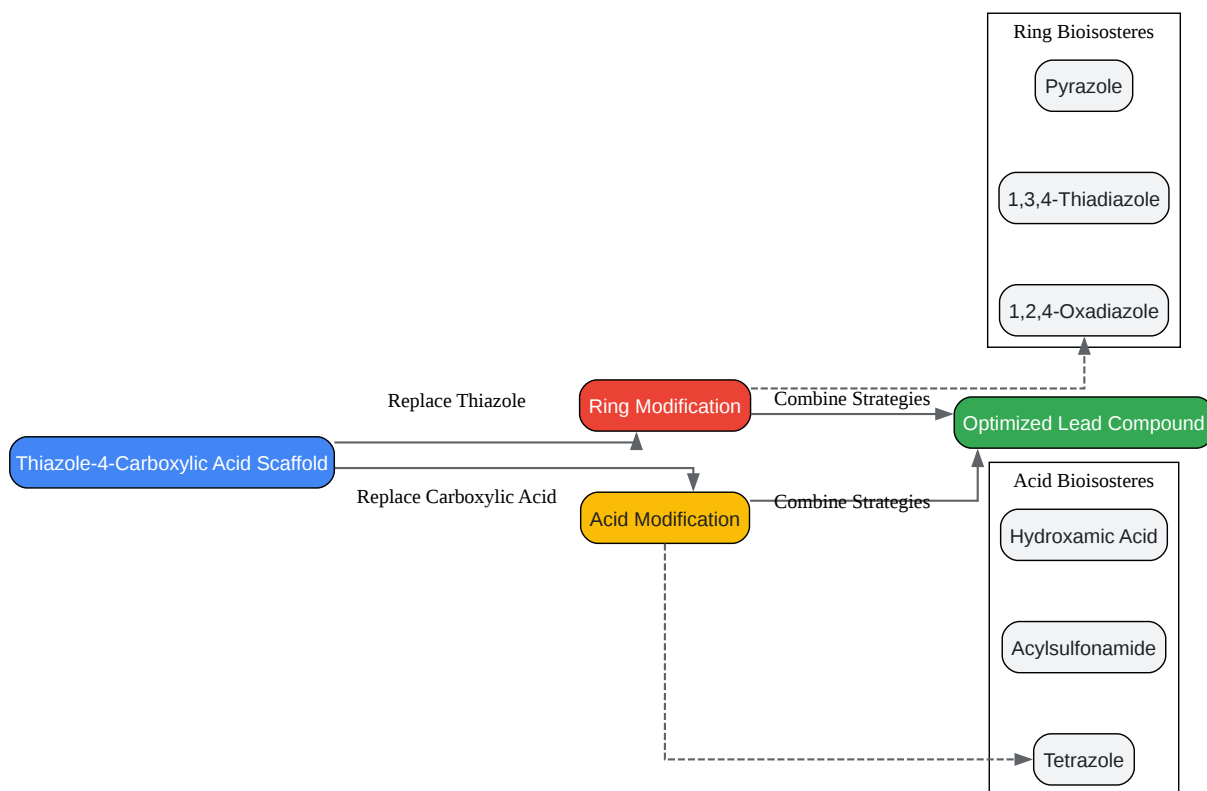 Ring Bioisosteres
Pyrazole
1,3,4-Thiadiazole
1,2,4-Oxadiazole
Replace Thiazole
Ring Modification
Combine Strategies
Optimized Lead Compound
Thiazole-4-Carboxylic Acid Scaffold
Replace Carboxylic Acid
Acid Modification
Combine Strategies
Acid Bioisosteres
Hydroxamic Acid
Acylsulfonamide
Tetrazole